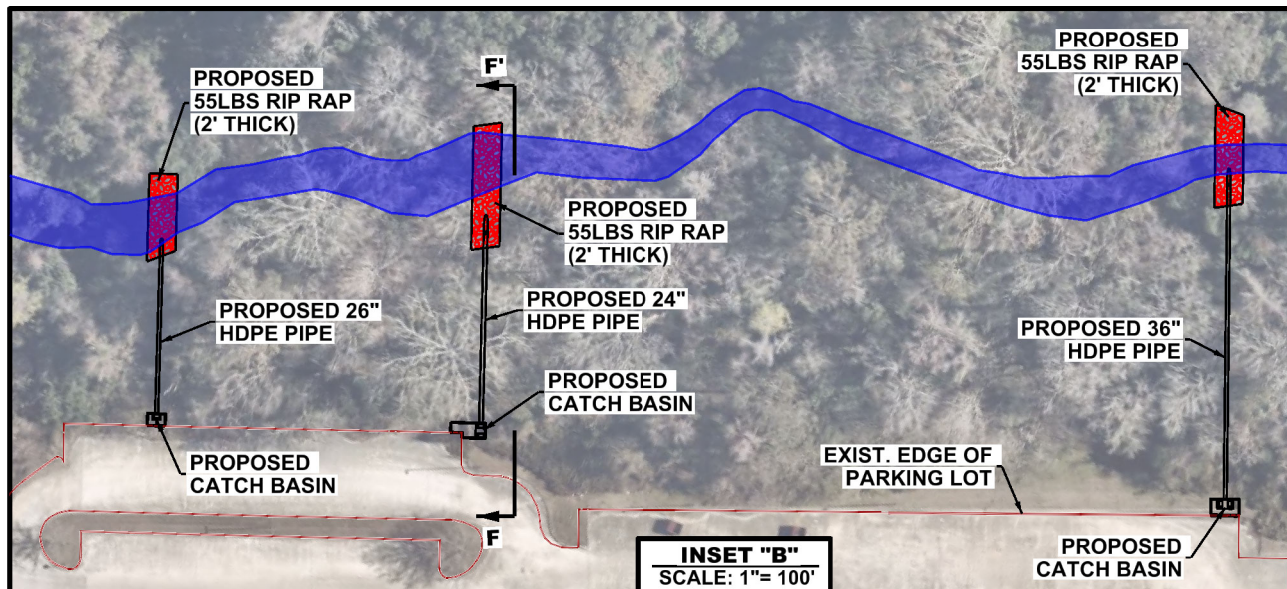 PROPOSED
55LBS RIP RAP
(2' THICK)
F'
PROPOSED
55LBS RIP RAP
(2' THICK)
PROPOSED
55LBS RIP RAP
(2' THICK)
PROPOSED 26"
HDPE PIPE
PROPOSED 24"
HDPE PIPE
PROPOSED 36"
HDPE PIPE
PROPOSED
CATCH BASIN
PROPOSED
CATCH BASIN
EXIST. EDGE OF
PARKING LOT
F
INSET "B"
SCALE: 1"= 100'
PROPOSED
CATCH BASIN